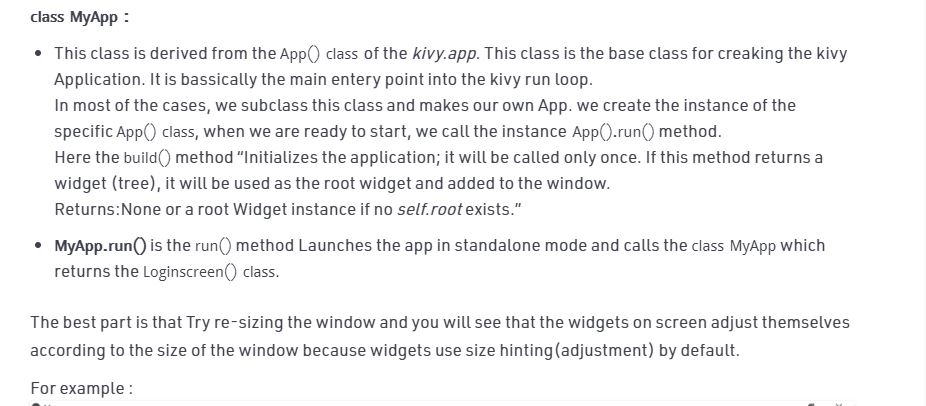 class MyApp :
• This class is derived from the App() class of the kivy.app. This class is the base class for creaking the kivy
Application. It is bassically the main entery point into the kivy run loop.
In most of the cases, we subclass this class and makes our own App. we create the instance of the
specific App() class, when we are ready to start, we call the instance App().run() method.
Here the build() method “Initializes the application; it will be called only once. If this method returns a
widget (tree), it will be used as the root widget and added to the window.
Returns:None or a root Widget instance if no self.root exists.”
• MyApp.run() is the run() method Launches the app in standalone mode and calls the class MyApp which
returns the Loginscreen() class.
The best part is that Try re-sizing the window and you will see that the widgets on screen adjust themselves
according to the size of the window because widgets use size hinting(adjustment) by default.
For example :